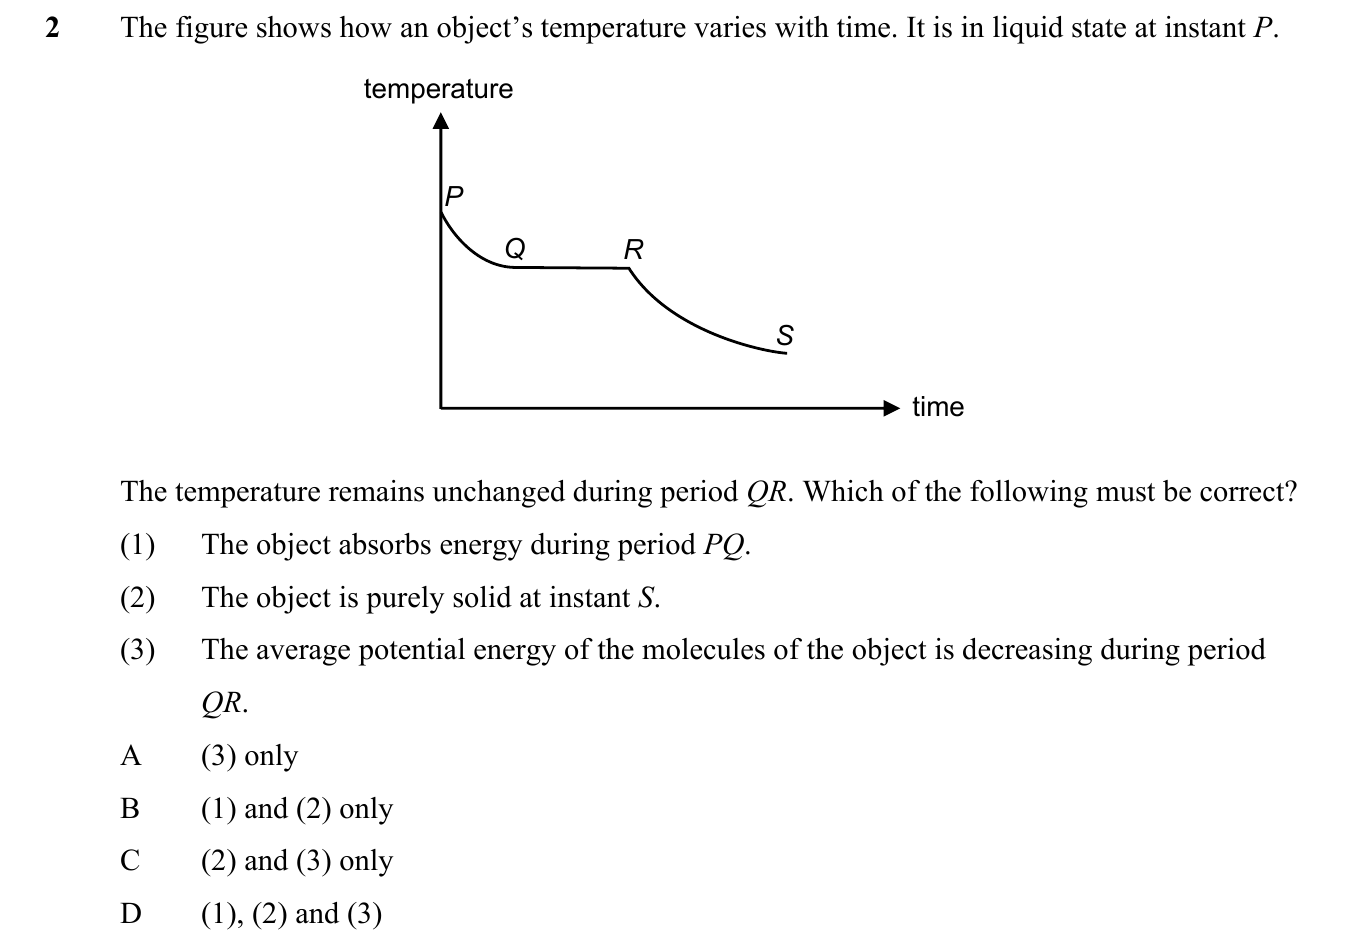 2 The figure shows how an object’s temperature varies with time. It is in liquid state at instant P.
temperature
P
Q
R
S
time
The temperature remains unchanged during period QR. Which of the following must be correct?
(1) The object absorbs energy during period PQ.
(2) The object is purely solid at instant S.
(3) The average potential energy of the molecules of the object is decreasing during period
QR.
A (3) only
B (1) and (2) only
C (2) and (3) only
D (1), (2) and (3)